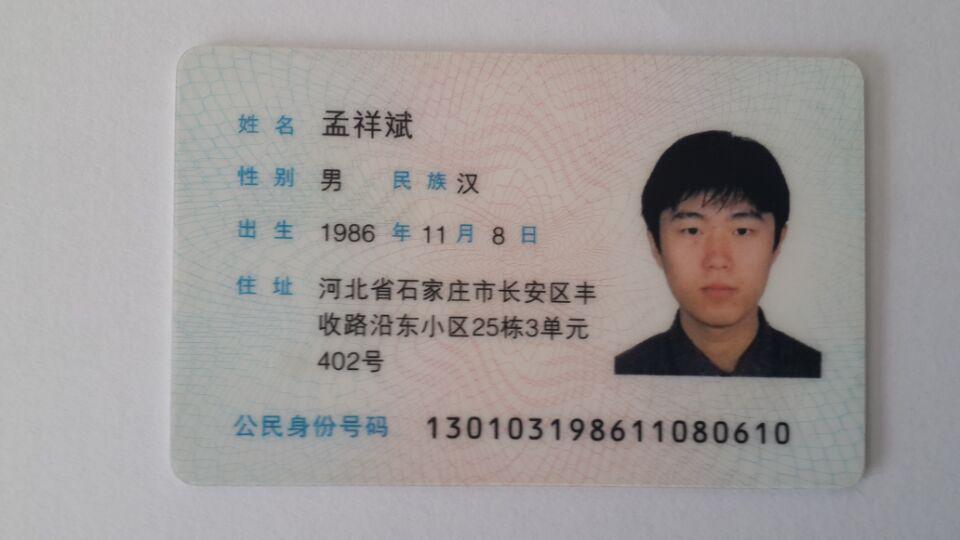 姓名 孟祥斌
性别 男 民族 汉
出生 1986 年 11 月 8 日
住址 河北省石家庄市长安区丰
收路沿东小区25栋3单元
402号
公民身份号码 130103198611080610